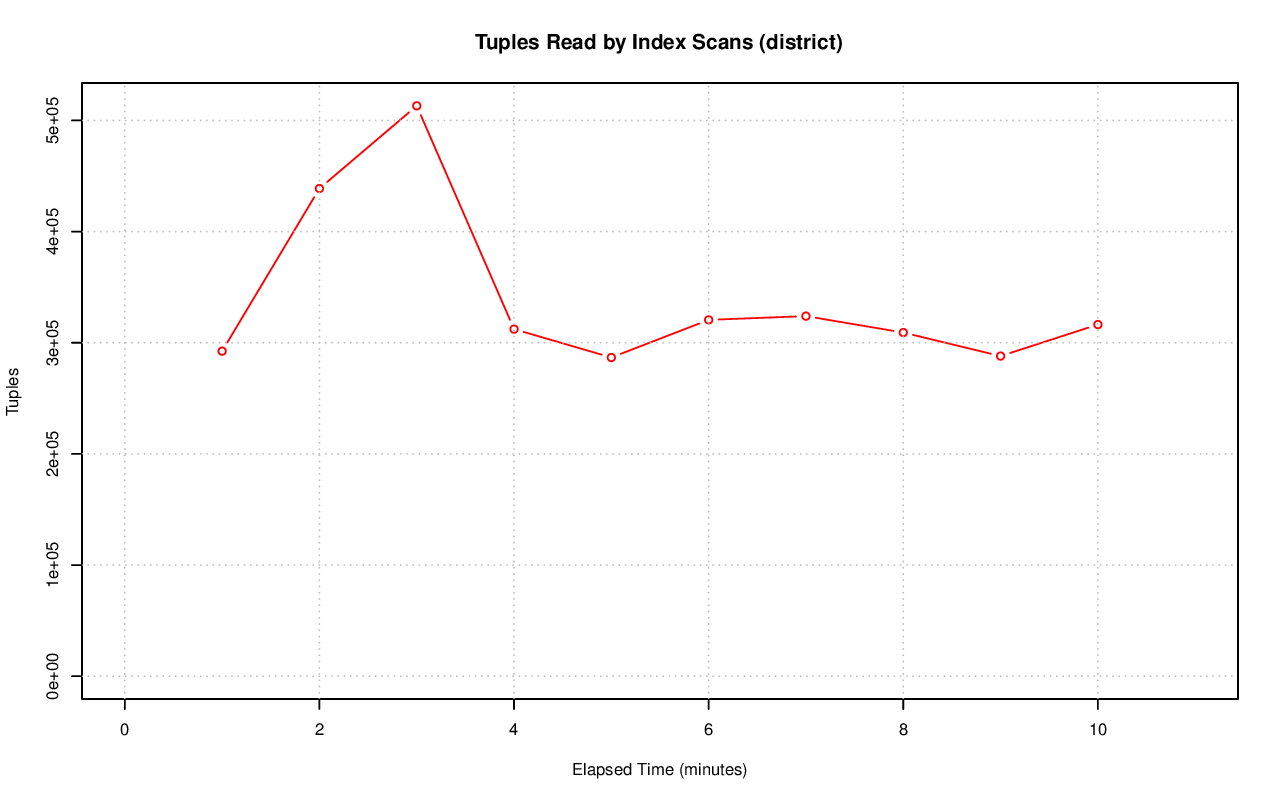 Tuples Read by Index Scans (district)
Tuples
5e+05
4e+05
3e+05
2e+05
1e+05
0e+00
0 2 4 6 8 10
Elapsed Time (minutes)